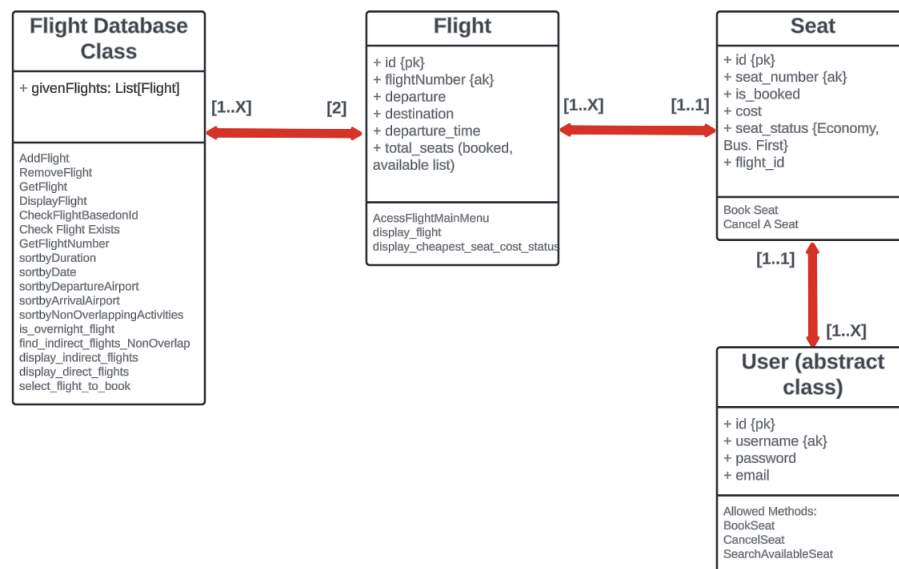 Flight Database
Class
+ givenFlights: List[Flight]
AddFlight
RemoveFlight
GetFlight
DisplayFlight
CheckFlightBasedonId
Check Flight Exists
GetFlightNumber
sortbyDuration
sortbyDate
sortbyDepartureAirport
sortbyArrivalAirport
sortbyNonOverlappingActivities
is_overnight_flight
find_indirect_flights_NonOverlap
display_indirect_flights
display_direct_flights
select_flight_to_book
[1..X]
[2]
Flight
+ id {pk}
+ flightNumber {ak}
+ departure
+ destination
+ departure_time
+ total_seats (booked,
available list)
AcessFlightMainMenu
display_flight
display_cheapest_seat_cost_status
[1..X]
[1..1]
Seat
+ id {pk}
+ seat_number {ak}
+ is_booked
+ cost
+ seat_status {Economy,
Bus. First}
+ flight_id
Book Seat
Cancel A Seat
[1..1]
[1..X]
User (abstract
class)
+ id {pk}
+ username {ak}
+ password
+ email
Allowed Methods:
BookSeat
CancelSeat
SearchAvailableSeat